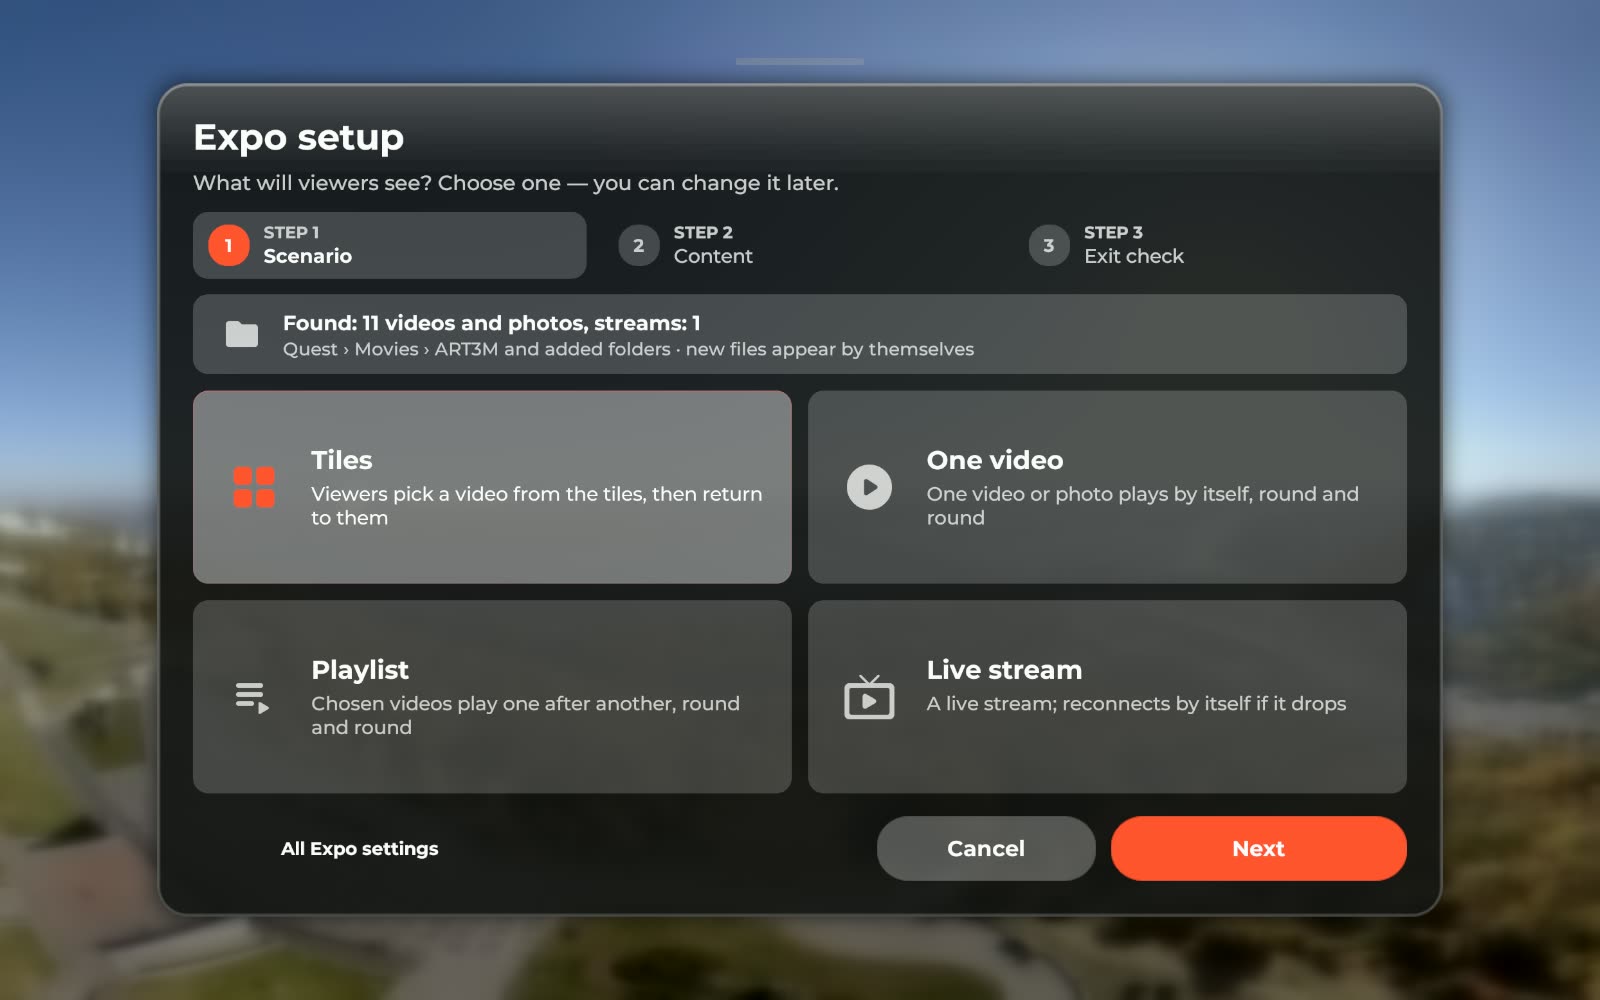 Expo setup
What will viewers see? Choose one — you can change it later.
1
STEP 1
Scenario
2
STEP 2
Content
3
STEP 3
Exit check
Found: 11 videos and photos, streams: 1
Quest › Movies › ART3M and added folders · new files appear by themselves
Tiles
Viewers pick a video from the tiles, then return
to them
One video
One video or photo plays by itself, round and
round
Playlist
Chosen videos play one after another, round
and round
Live stream
A live stream; reconnects by itself if it drops
All Expo settings
Cancel
Next